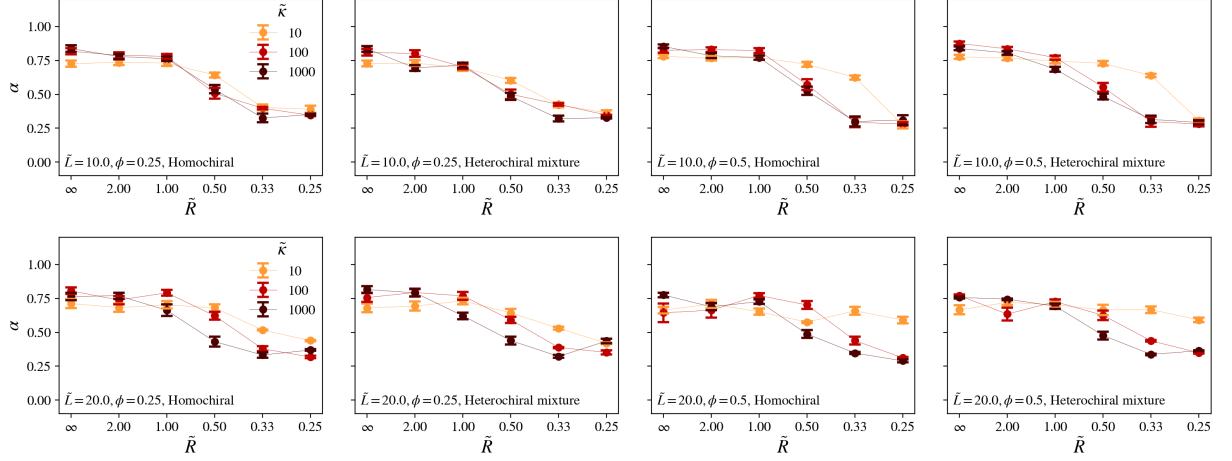 κ̃
10
100
1000
α
1.00
0.75
0.50
0.25
0.00
L̃=10.0, ϕ=0.25, Homochiral
∞ 2.00 1.00 0.50 0.33 0.25
R̃
L̃=10.0, ϕ=0.25, Heterochiral mixture
∞ 2.00 1.00 0.50 0.33 0.25
R̃
L̃=10.0, ϕ=0.5, Homochiral
∞ 2.00 1.00 0.50 0.33 0.25
R̃
L̃=10.0, ϕ=0.5, Heterochiral mixture
∞ 2.00 1.00 0.50 0.33 0.25
R̃
κ̃
10
100
1000
α
1.00
0.75
0.50
0.25
0.00
L̃=20.0, ϕ=0.25, Homochiral
∞ 2.00 1.00 0.50 0.33 0.25
R̃
L̃=20.0, ϕ=0.25, Heterochiral mixture
∞ 2.00 1.00 0.50 0.33 0.25
R̃
L̃=20.0, ϕ=0.5, Homochiral
∞ 2.00 1.00 0.50 0.33 0.25
R̃
L̃=20.0, ϕ=0.5, Heterochiral mixture
∞ 2.00 1.00 0.50 0.33 0.25
R̃